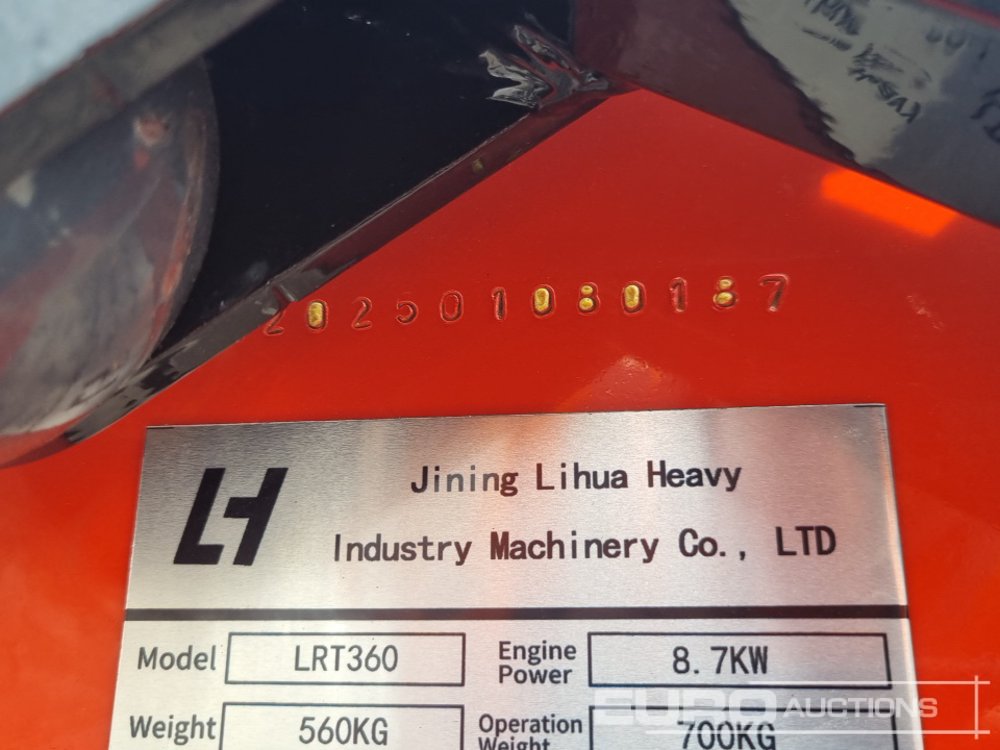 202501080187
LH
Jining Lihua Heavy
Industry Machinery Co., LTD
Model LRT360 Engine Power 8.7KW
Weight 560KG Operation Weight 700KG
EURO AUCTIONS